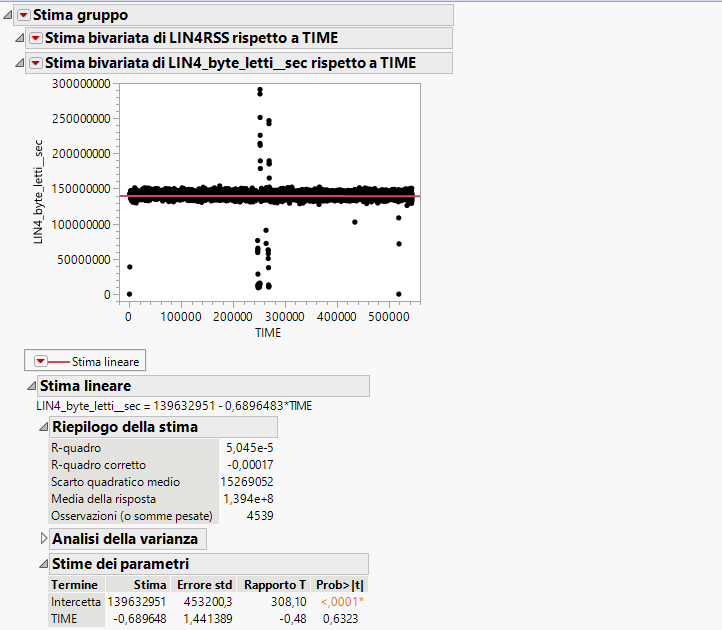 Stima gruppo
Stima bivariata di LIN4RSS rispetto a TIME
Stima bivariata di LIN4_byte_letti__sec rispetto a TIME
300000000
250000000
200000000
150000000
100000000
50000000
0
LIN4_byte_letti__sec
0 100000 200000 300000 400000 500000
TIME
Stima lineare
Stima lineare
LIN4_byte_letti__sec = 139632951 - 0,6896483*TIME
Riepilogo della stima
R-quadro 5,045e-5
R-quadro corretto -0,00017
Scarto quadratico medio 15269052
Media della risposta 1,394e+8
Osservazioni (o somme pesate) 4539
Analisi della varianza
Stime dei parametri
Termine Stima Errore std Rapporto T Prob>|t|
Intercetta 139632951 453200,3 308,10 <,0001*
TIME -0,689648 1,441389 -0,48 0,6323